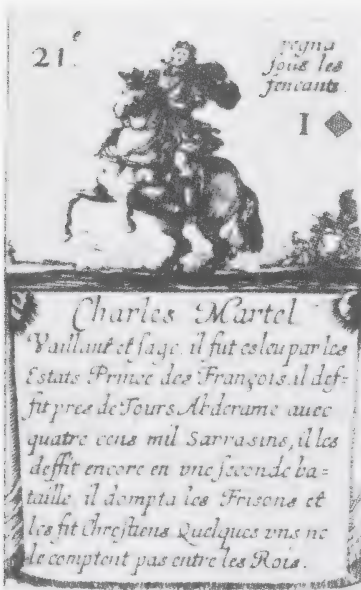 21.e
regna
sous les
feneants.
I
Charles Martel
Vaillant et sage. il fut esleu par les
Estats Prince des François. il def=
fit pres de Tours Abderame avec
quatre cens mil Sarrasins, il les
deffit encore en vne seconde ba=
taille il dompta les Frisons et
les fit Chrestiens Quelques vns ne
le comptent pas entre les Rois.